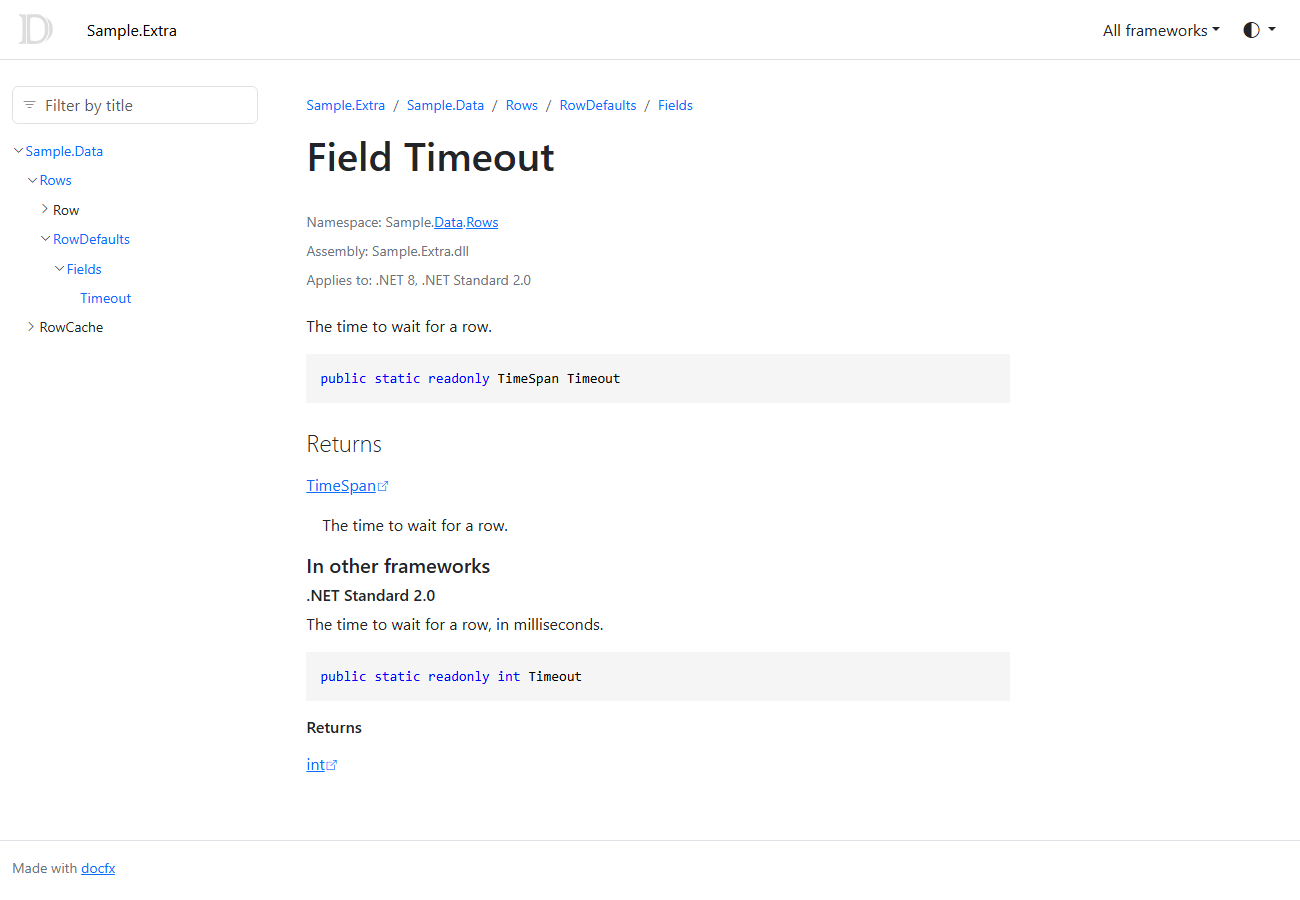 Sample.Extra
All frameworks
Filter by title
Sample.Data
Rows
Row
RowDefaults
Fields
Timeout
RowCache
Sample.Extra / Sample.Data / Rows / RowDefaults / Fields
Field Timeout
Namespace: Sample.Data.Rows
Assembly: Sample.Extra.dll
Applies to: .NET 8, .NET Standard 2.0
The time to wait for a row.
public static readonly TimeSpan Timeout
Returns
TimeSpan
The time to wait for a row.
In other frameworks
.NET Standard 2.0
The time to wait for a row, in milliseconds.
public static readonly int Timeout
Returns
int
Made with docfx